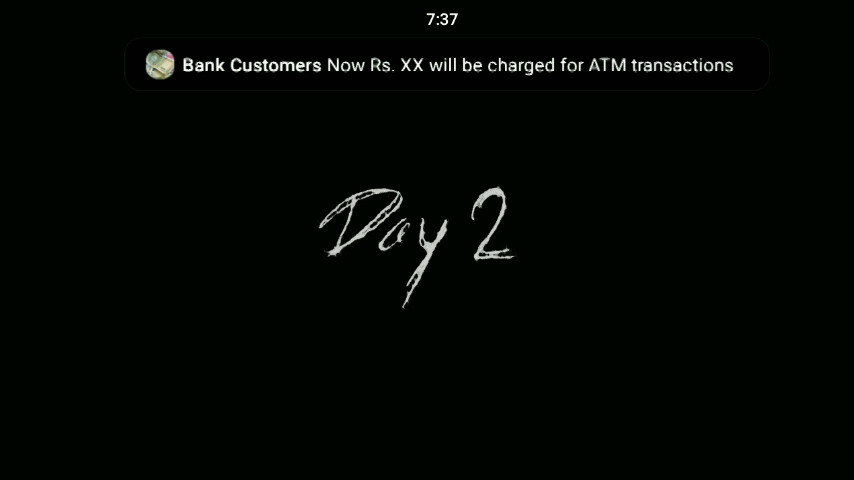 7:37
Bank Customers Now Rs. XX will be charged for ATM transactions
Day 2